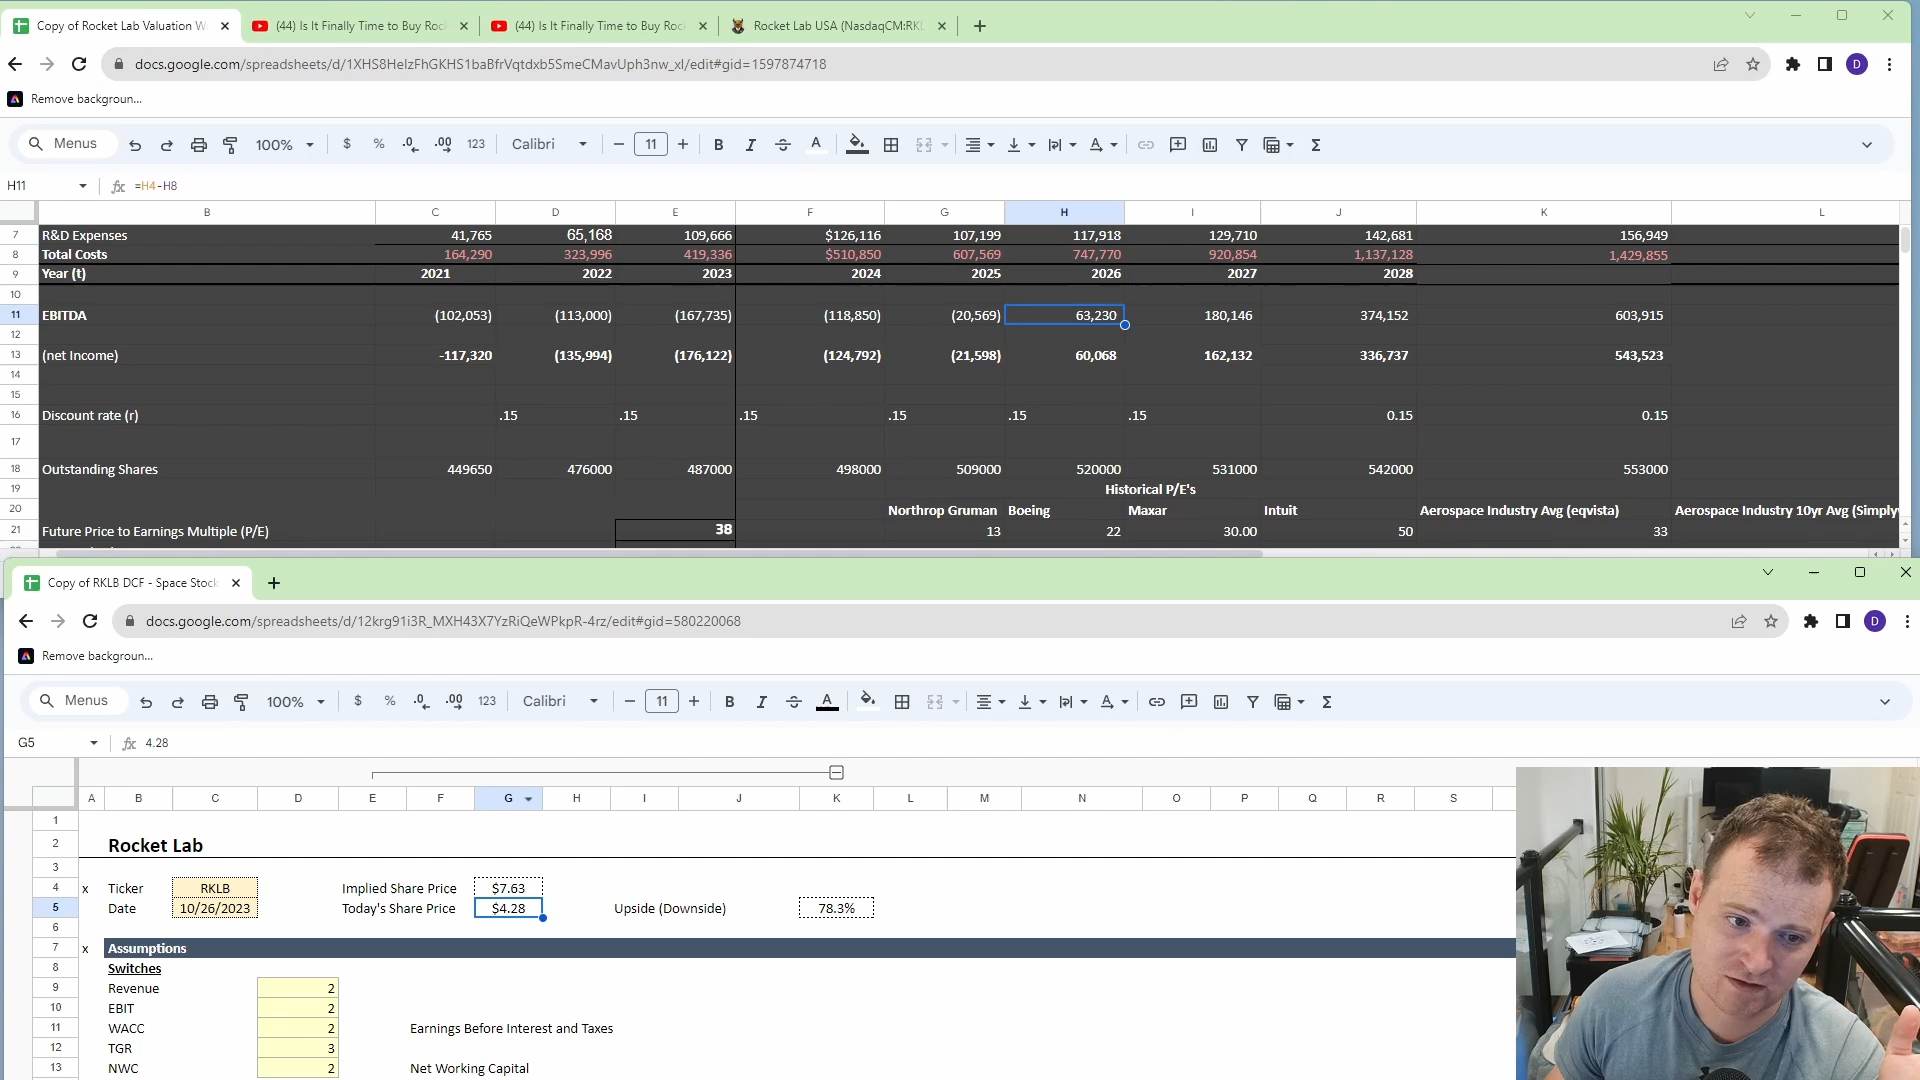 Copy of Rocket Lab Valuation W
(44) Is It Finally Time to Buy Rock
(44) Is It Finally Time to Buy Rock
Rocket Lab USA (NasdaqCM:RKL
docs.google.com/spreadsheets/d/1XHS8HelzFhGKHS1baBfrVqtdxb5SmeCMavUph3nw_xl/edit#gid=1597874718
D
Remove backgroun...
Menus 100% $ % .0 .00 123 Calibri 11 B I A Σ
H11 fx =H4-H8
B C D E F G H I J K L
7 R&D Expenses 41,765 65,168 109,666 $126,116 107,199 117,918 129,710 142,681 156,949
8 Total Costs 164,290 323,996 419,336 $510,850 607,569 747,770 920,854 1,137,128 1,429,855
9 Year (t) 2021 2022 2023 2024 2025 2026 2027 2028
10
11 EBITDA (102,053) (113,000) (167,735) (118,850) (20,569) 63,230 180,146 374,152 603,915
12
13 (net Income) -117,320 (135,994) (176,122) (124,792) (21,598) 60,068 162,132 336,737 543,523
14
15
16 Discount rate (r) .15 .15 .15 .15 .15 .15 0.15 0.15
17
18 Outstanding Shares 449650 476000 487000 498000 509000 520000 531000 542000 553000
19 Historical P/E's
20 Northrop Gruman Boeing Maxar Intuit Aerospace Industry Avg (eqvista) Aerospace Industry 10yr Avg (Simplyw
21 Future Price to Earnings Multiple (P/E) 38 13 22 30.00 50 33
Copy of RKLB DCF - Space Stock
docs.google.com/spreadsheets/d/12krg91i3R_MXH43X7YzRiQeWPkpR-4rz/edit#gid=580220068
D
Remove backgroun...
Menus 100% $ % .0 .00 123 Calibri 11 B I A Σ
G5 fx 4.28
A B C D E F G H I J K L M N O P Q R S
1
2 Rocket Lab
3
4 x Ticker RKLB Implied Share Price $7.63
5 Date 10/26/2023 Today's Share Price $4.28 Upside (Downside) 78.3%
6
7 x Assumptions
8 Switches
9 Revenue 2
10 EBIT 2
11 WACC 2 Earnings Before Interest and Taxes
12 TGR 3
13 NWC 2 Net Working Capital